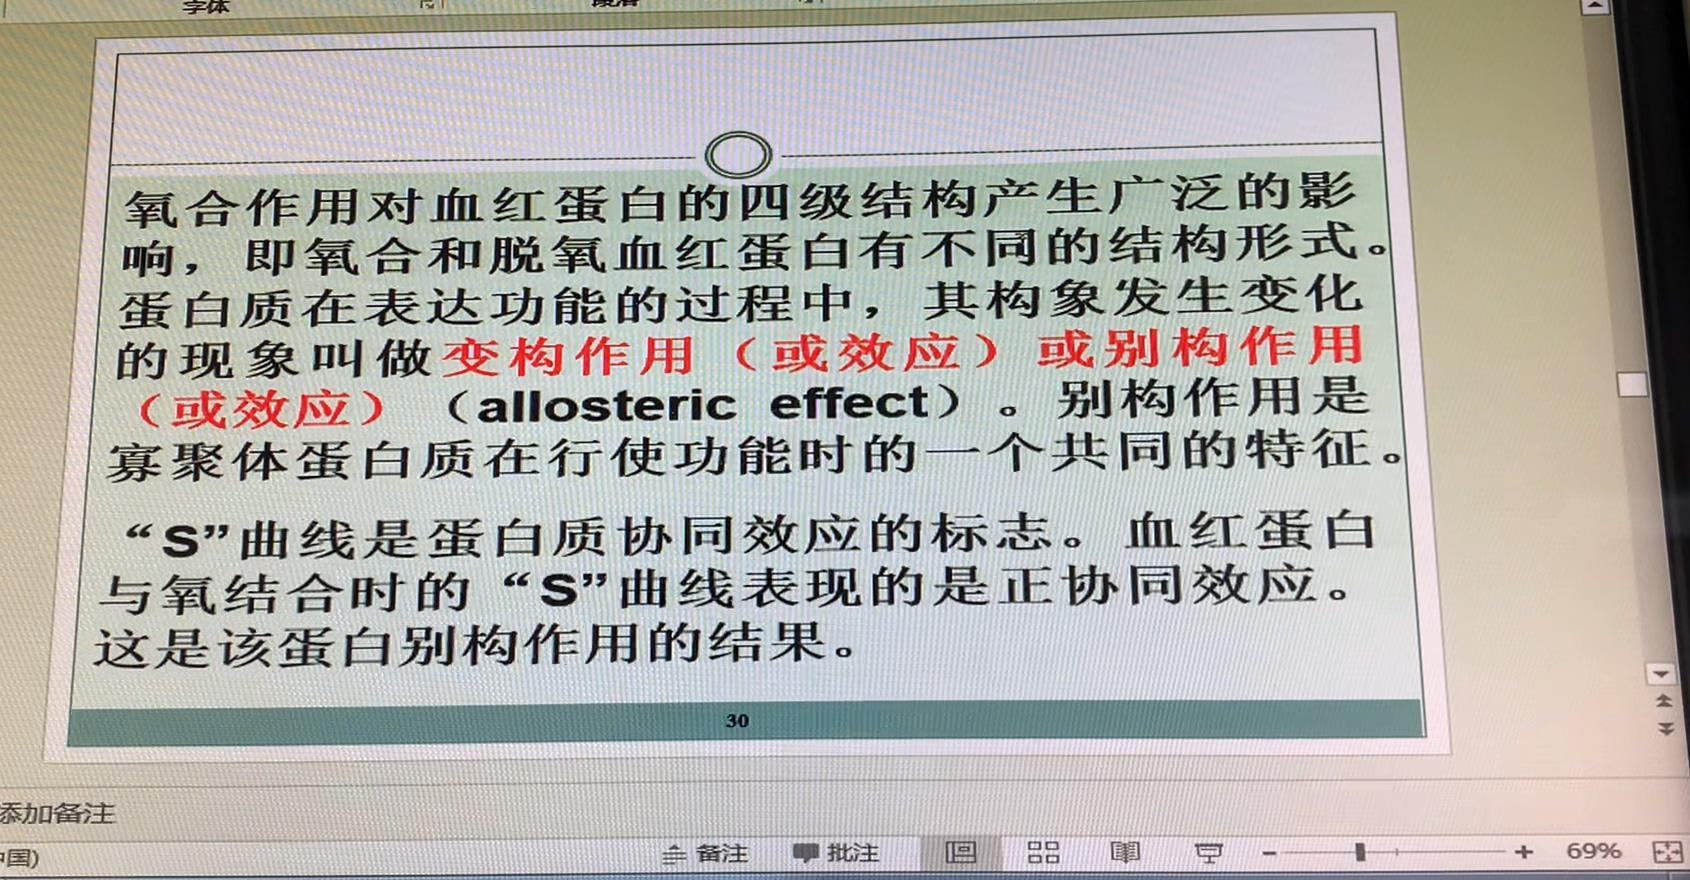 字体
段落
氧合作用对血红蛋白的四级结构产生广泛的影
响，即氧合和脱氧血红蛋白有不同的结构形式。
蛋白质在表达功能的过程中，其构象发生变化
的现象叫做变构作用（或效应）或别构作用
（或效应）（allosteric effect）。别构作用是
寡聚体蛋白质在行使功能时的一个共同的特征。
“S”曲线是蛋白质协同效应的标志。血红蛋白
与氧结合时的“S”曲线表现的是正协同效应。
这是该蛋白别构作用的结果。
30
添加备注
中国)
备注 批注 69%